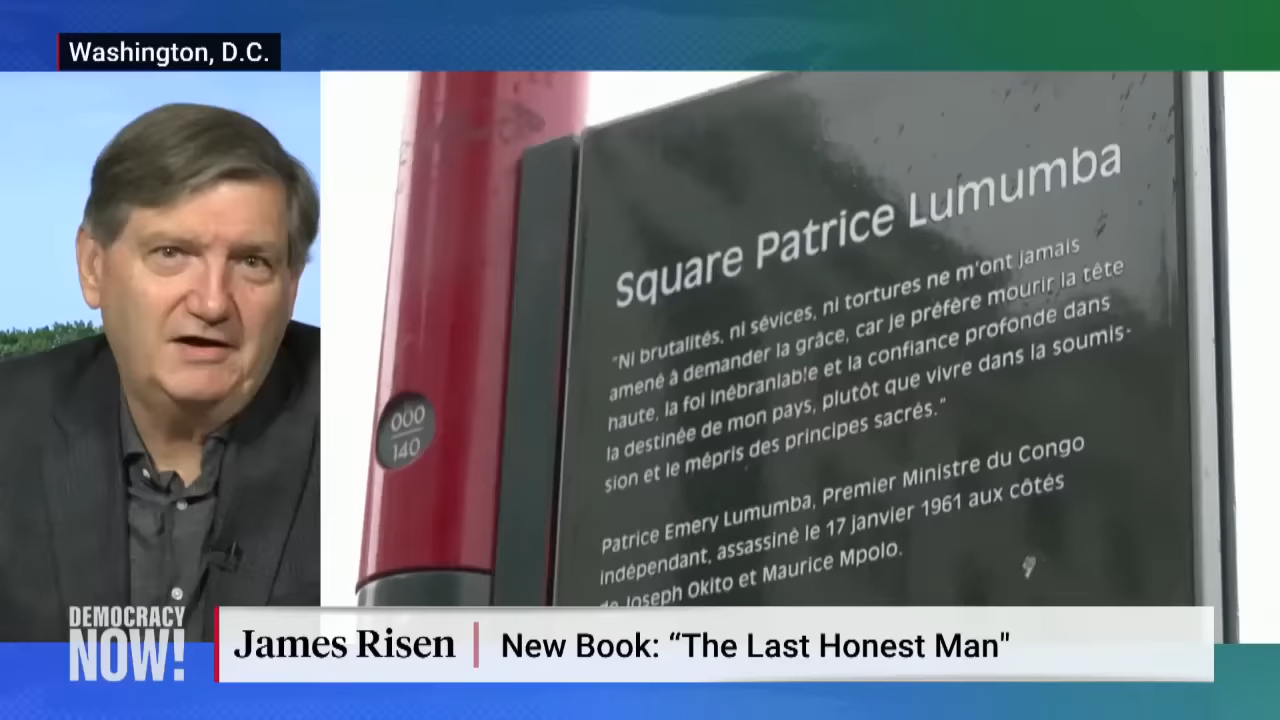 Washington, D.C.
Square Patrice Lumumba
"Ni brutalités, ni sévices, ni tortures ne m'ont jamais
amené à demander la grâce, car je préfère mourir la tête
haute, la foi inébranlable et la confiance profonde dans
la destinée de mon pays, plutôt que vivre dans la soumis-
sion et le mépris des principes sacrés."
Patrice Emery Lumumba, Premier Ministre du Congo
indépendant, assassiné le 17 janvier 1961 aux côtés
de Joseph Okito et Maurice Mpolo.
000
140
DEMOCRACY
NOW!
James Risen | New Book: “The Last Honest Man"